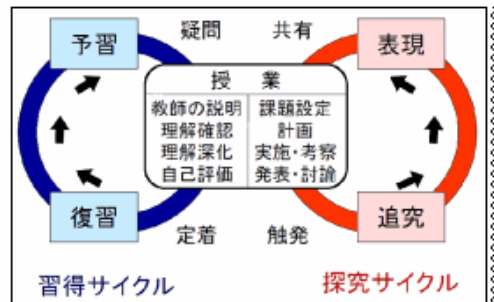 疑問 共有
予習 表現
授 業
教師の説明 課題設定
理解確認 計画
理解深化 実施・考察
自己評価 発表・討論
復習 追究
定着 触発
習得サイクル 探究サイクル